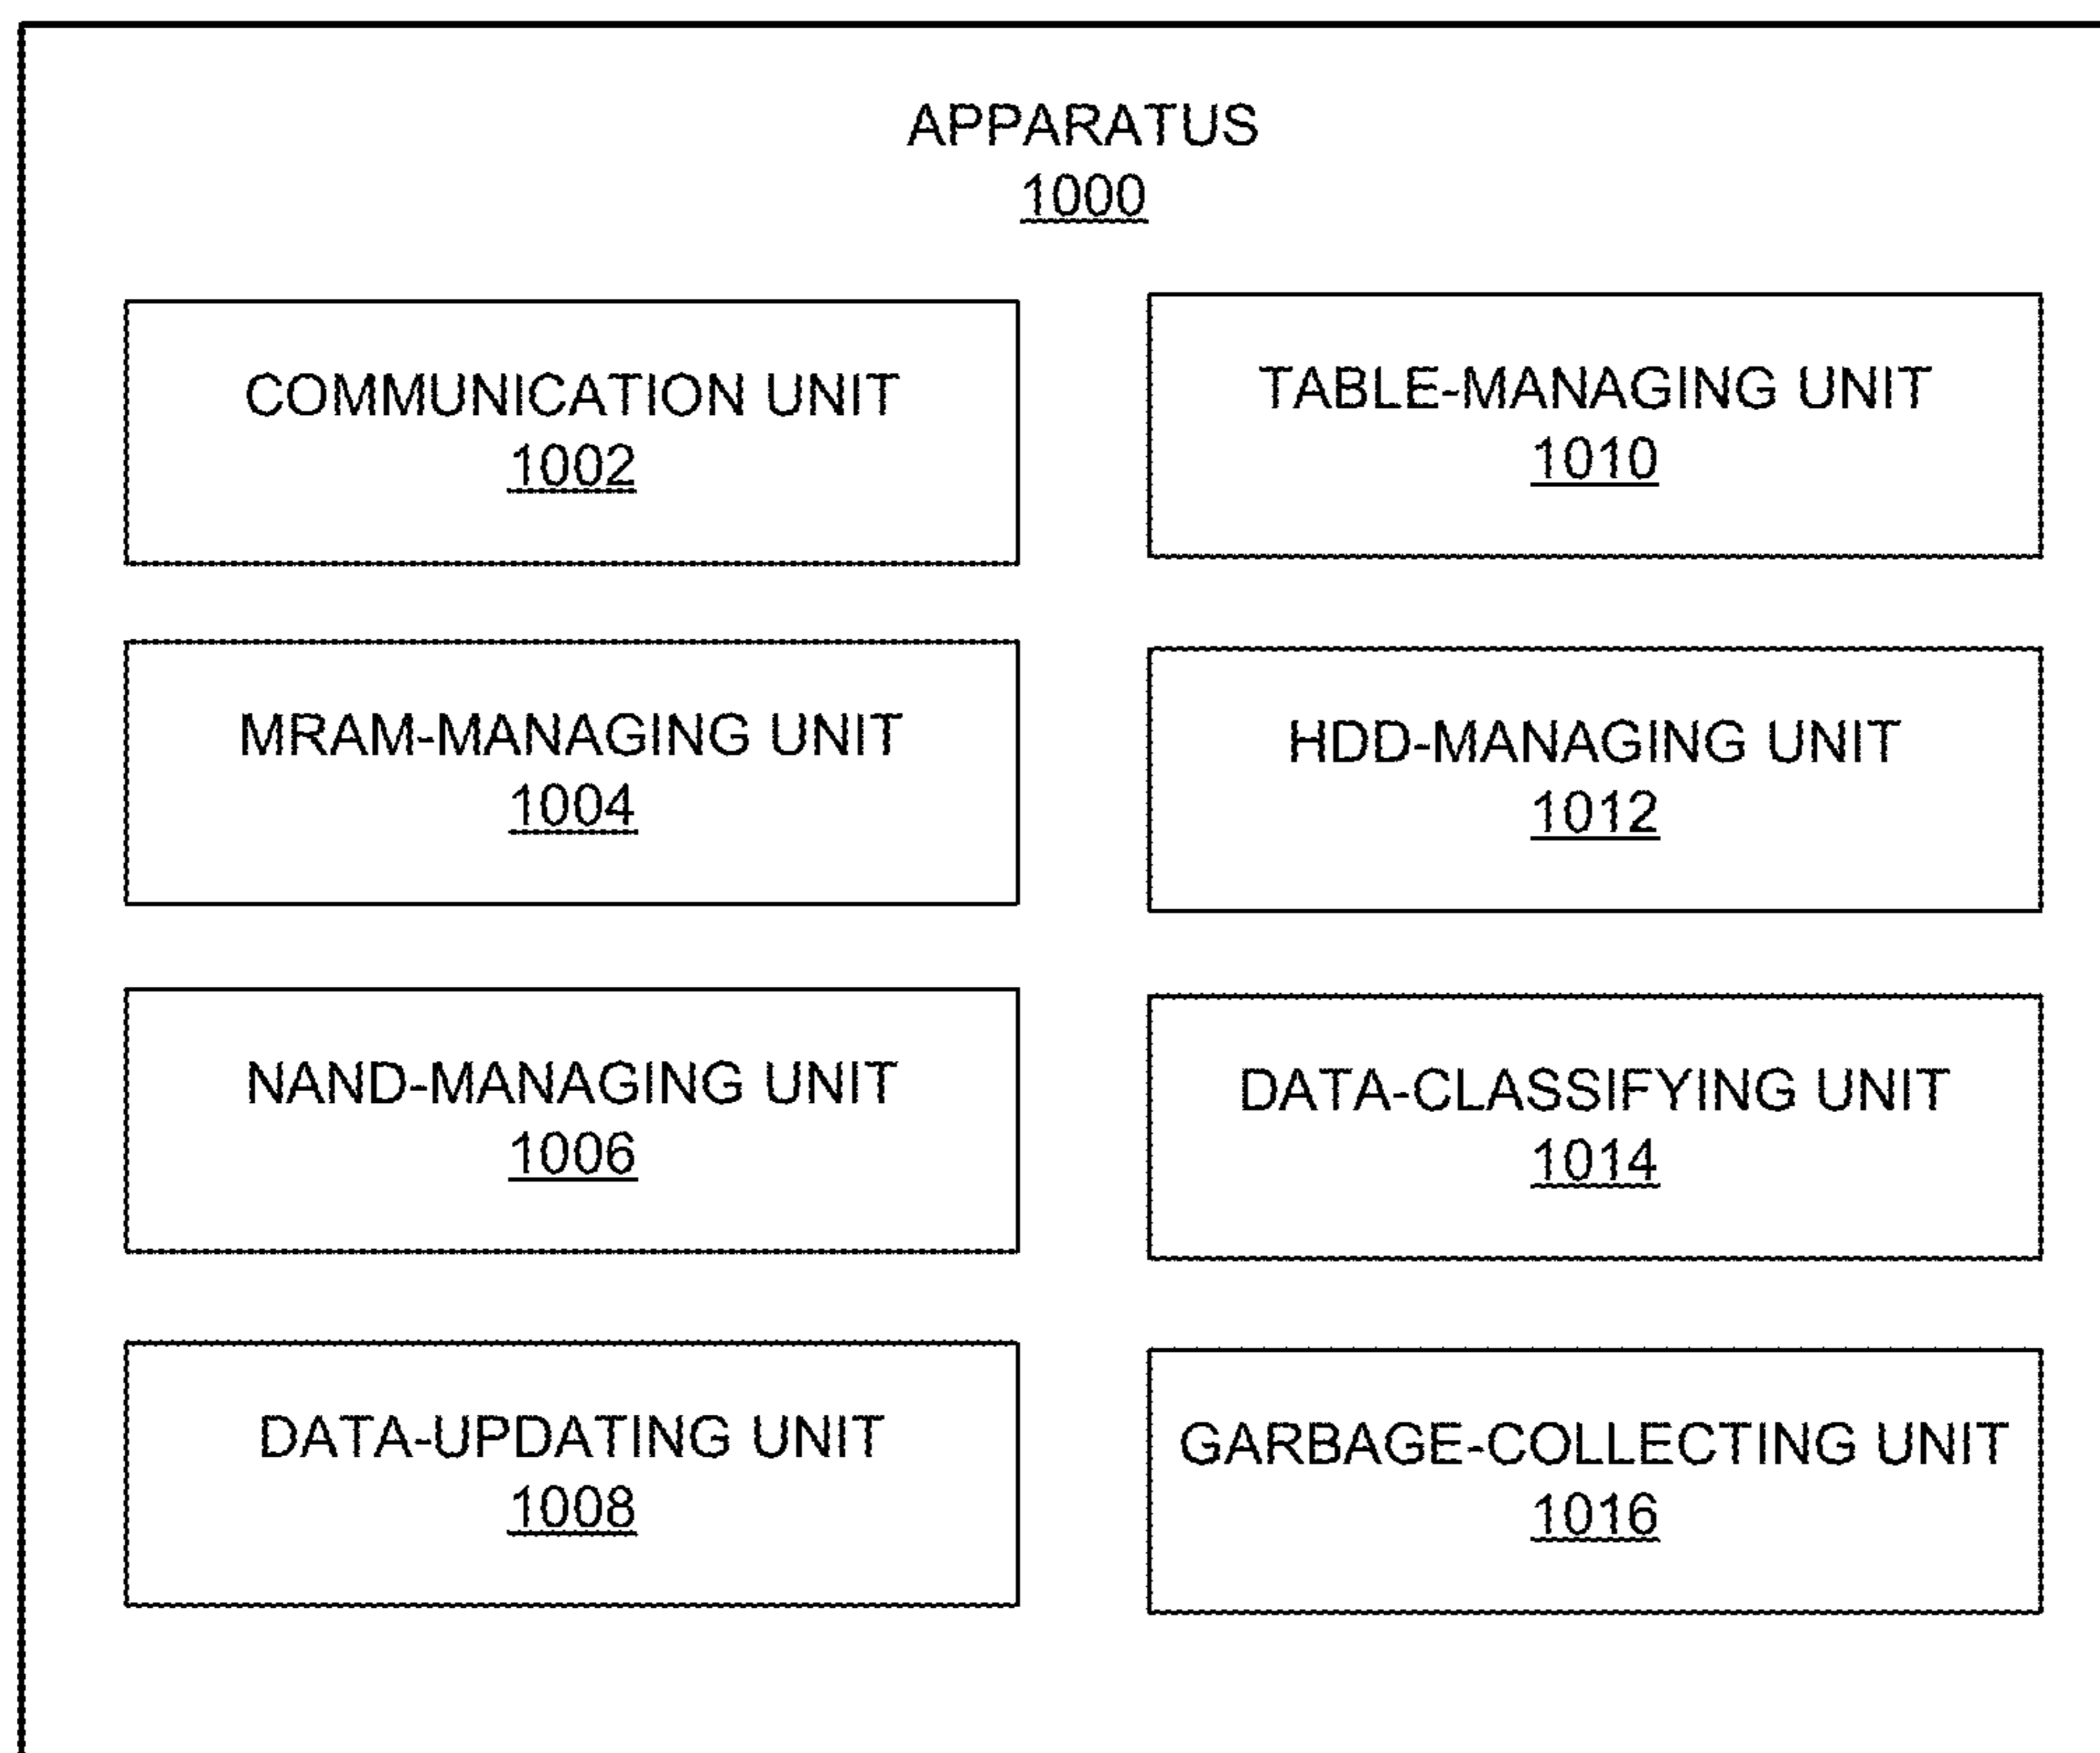 APPARATUS
1000
COMMUNICATION UNIT
1002
MRAM-MANAGING UNIT
1004
NAND-MANAGING UNIT
1006
DATA-UPDATING UNIT
1008
TABLE-MANAGING UNIT
1010
HDD-MANAGING UNIT
1012
DATA-CLASSIFYING UNIT
1014
GARBAGE-COLLECTING UNIT
1016